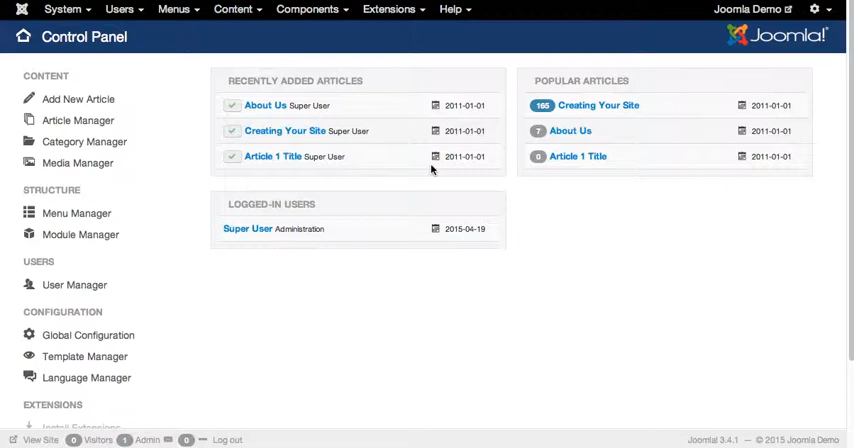 System Users Menus Content Components Extensions Help Joomla Demo
Control Panel
Joomla!®
CONTENT
Add New Article
Article Manager
Category Manager
Media Manager
STRUCTURE
Menu Manager
Module Manager
USERS
User Manager
CONFIGURATION
Global Configuration
Template Manager
Language Manager
EXTENSIONS
Install Extensions
RECENTLY ADDED ARTICLES
About Us Super User 2011-01-01
Creating Your Site Super User 2011-01-01
Article 1 Title Super User 2011-01-01
LOGGED-IN USERS
Super User Administration 2015-04-19
POPULAR ARTICLES
165 Creating Your Site 2011-01-01
7 About Us 2011-01-01
0 Article 1 Title 2011-01-01
View Site 0 Visitors 1 Admin 0 Log out Joomla! 3.4.1 — © 2015 Joomla Demo